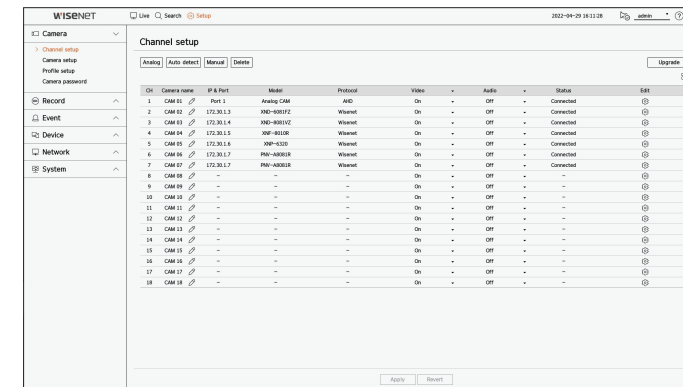 WISENET Live Search Setup 2022-04-29 16:11:28 admin
Camera
Channel setup
Camera setup
Profile setup
Camera password
Record
Event
Device
Network
System
Channel setup
Analog Auto detect Manual Delete Upgrade
CH Camera name IP & Port Model Protocol Video Audio Status Edit
1 CAM 01 Port 1 Analog CAM AHD On Off Connected
2 CAM 02 172.30.1.3 XND-6081FZ Wisenet On Off Connected
3 CAM 03 172.30.1.4 XND-8081VZ Wisenet On Off Connected
4 CAM 04 172.30.1.5 XNF-8010R Wisenet On Off Connected
5 CAM 05 172.30.1.6 XNP-6320 Wisenet On Off Connected
6 CAM 06 172.30.1.7 PNV-A8081R Wisenet On Off Connected
7 CAM 07 172.30.1.7 PNV-A8081R Wisenet On Off Connected
8 CAM 08 - - - On Off -
9 CAM 09 - - - On Off -
10 CAM 10 - - - On Off -
11 CAM 11 - - - On Off -
12 CAM 12 - - - On Off -
13 CAM 13 - - - On Off -
14 CAM 14 - - - On Off -
15 CAM 15 - - - On Off -
16 CAM 16 - - - On Off -
17 CAM 17 - - - On Off -
18 CAM 18 - - - On Off -
Apply Revert